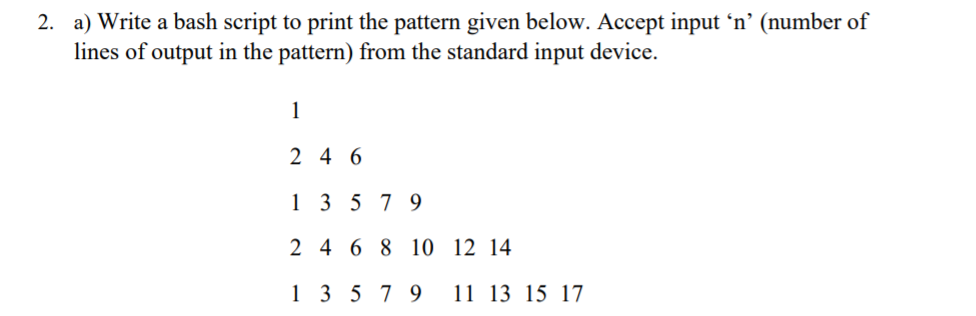 2. a) Write a bash script to print the pattern given below. Accept input ‘n’ (number of
lines of output in the pattern) from the standard input device.
1
2 4 6
1 3 5 7 9
2 4 6 8 10 12 14
1 3 5 7 9 11 13 15 17